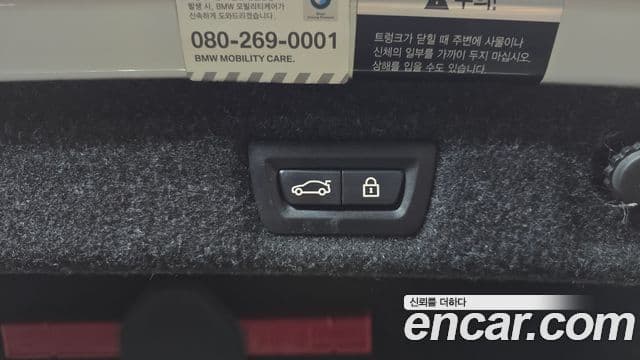 발생 시, BMW 모빌리티케어가
신속하게 도와드리겠습니다.
080-269-0001
BMW MOBILITY CARE.
트렁크가 닫힐 때 주변에 사물이나
신체의 일부를 가까이 두지 마십시오.
상해를 입을 수도 있습니다.
신뢰를 더하다
encar.com